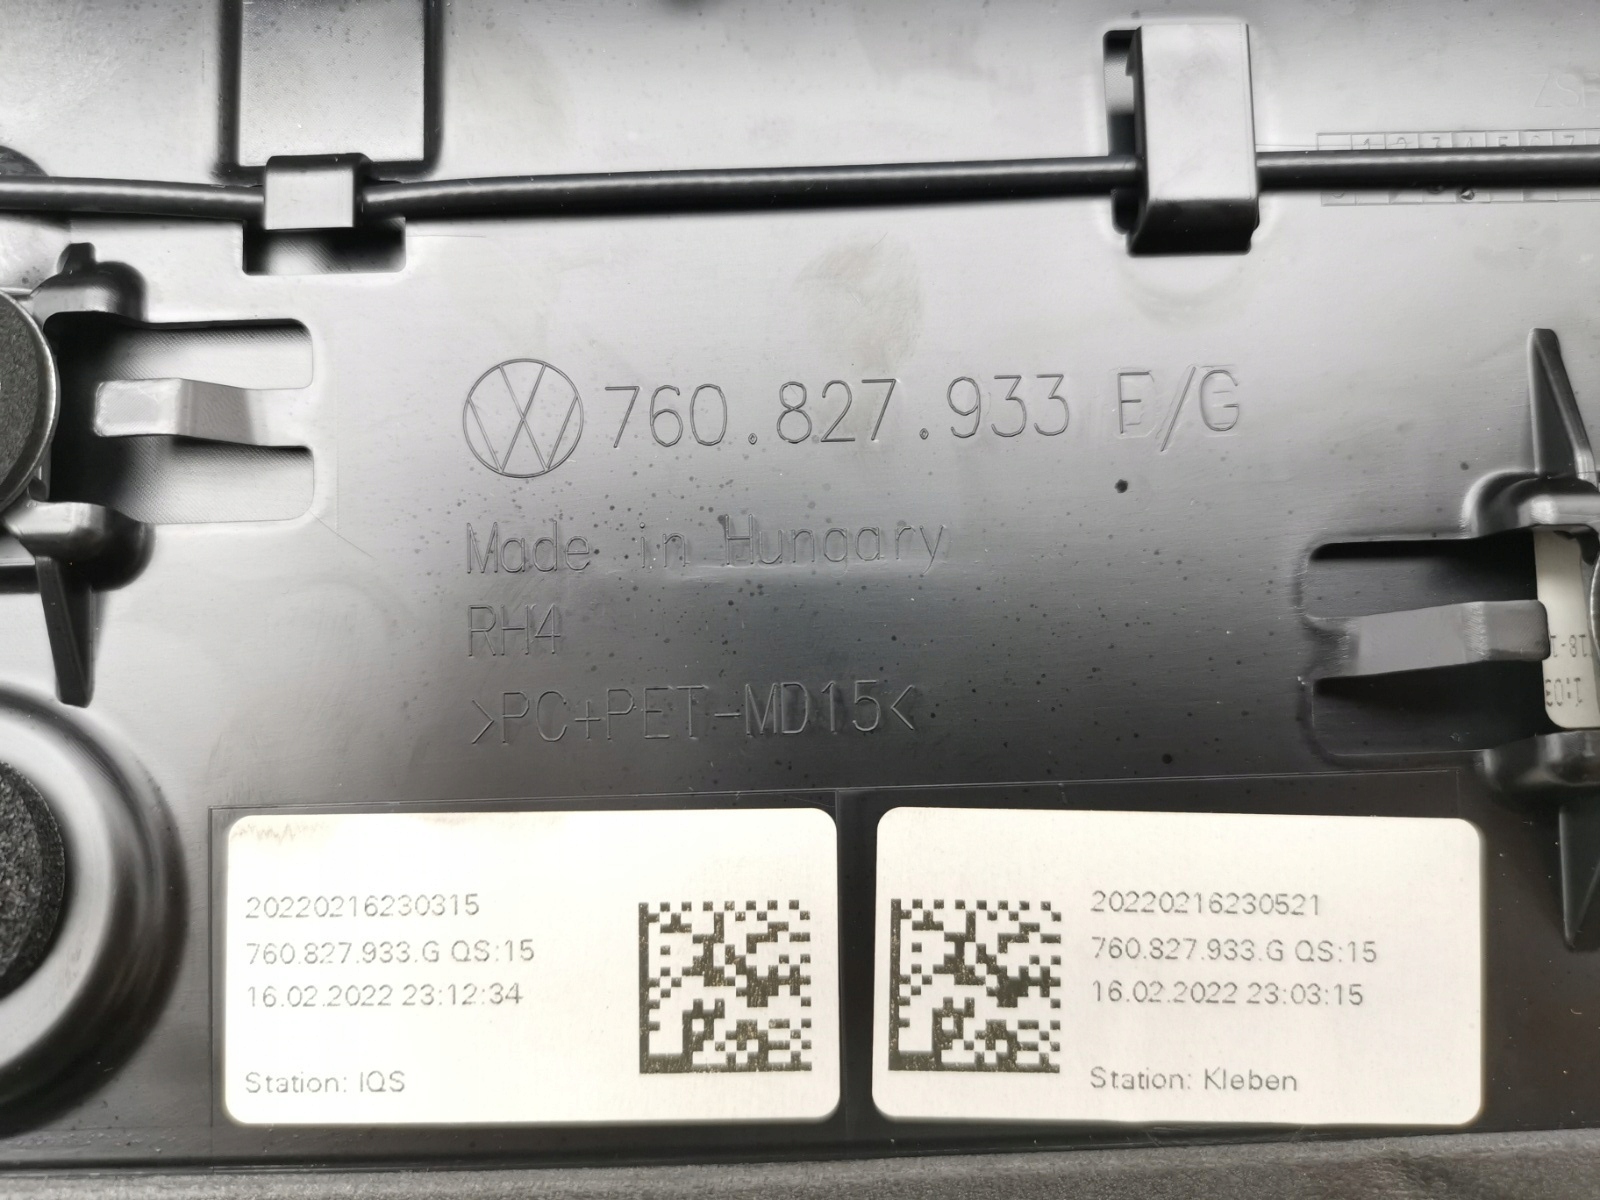 760.827.933 E/G
Made in Hungary
RH4
>PC+PET-MD15<
20220216230315
760.827.933.G QS:15
16.02.2022 23:12:34
Station: IQS
20220216230521
760.827.933.G QS:15
16.02.2022 23:03:15
Station: Kleben